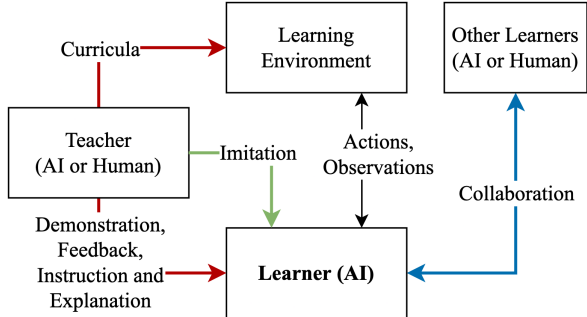 Curricula
Learning
Environment
Other Learners
(AI or Human)
Teacher
(AI or Human)
Imitation
Actions,
Observations
Collaboration
Demonstration,
Feedback,
Instruction and
Explanation
Learner (AI)